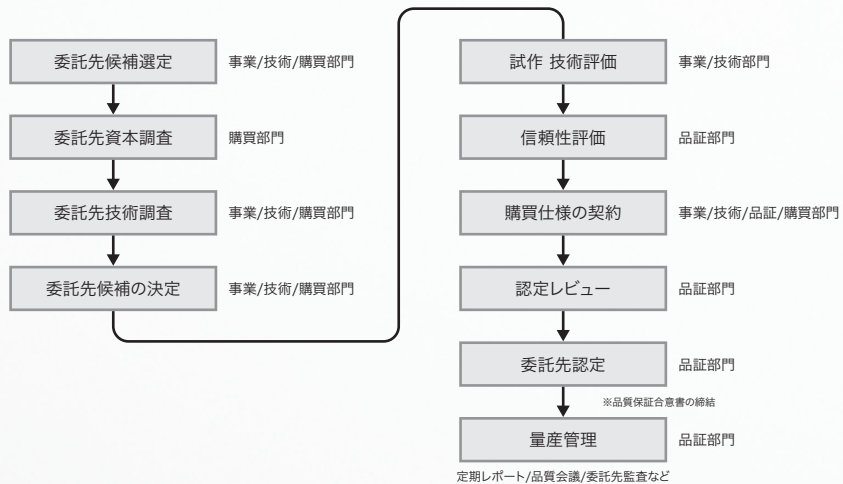 委託先候補選定 事業/技術/購買部門
委託先資本調査 購買部門
委託先技術調査 事業/技術/購買部門
委託先候補の決定 事業/技術/購買部門
試作 技術評価 事業/技術部門
信頼性評価 品証部門
購買仕様の契約 事業/技術/品証/購買部門
認定レビュー 品証部門
委託先認定 品証部門
※品質保証合意書の締結
量産管理 品証部門
定期レポート/品質会議/委託先監査など